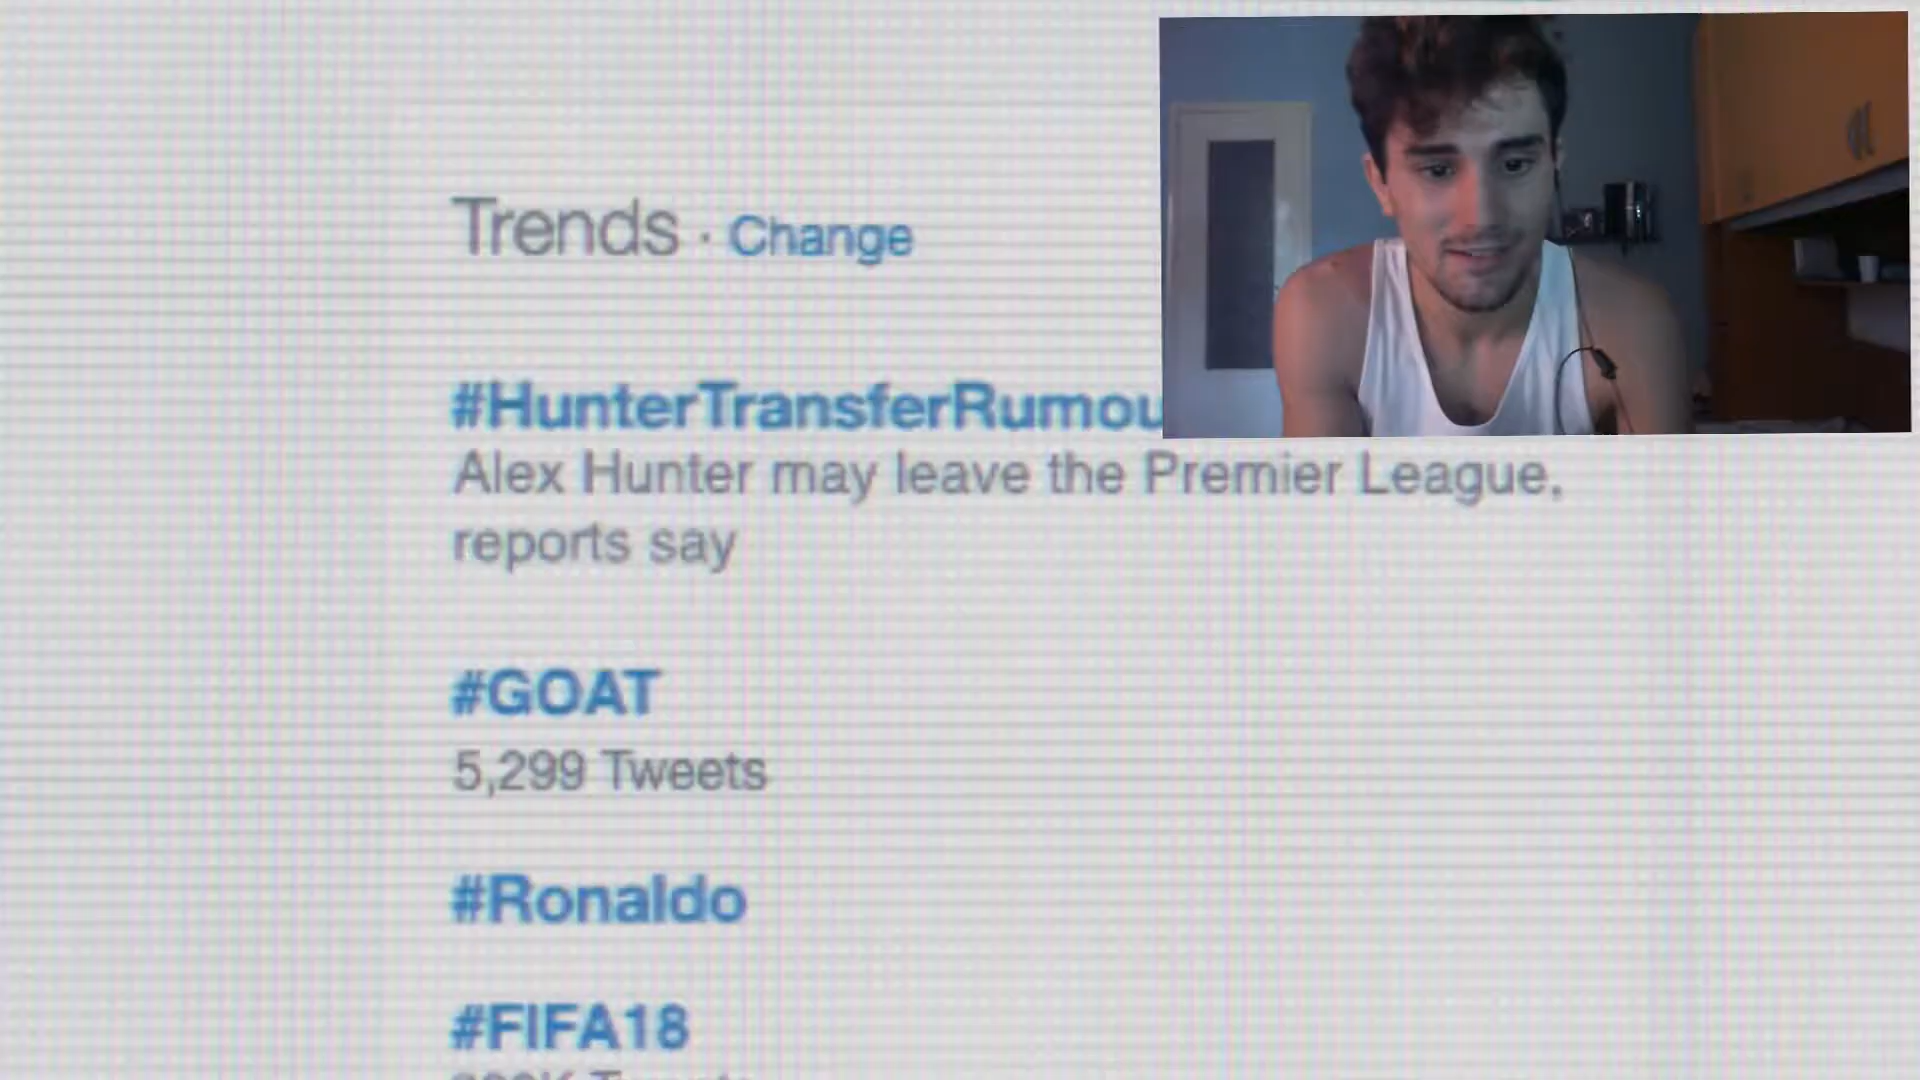 Trends · Change
#HunterTransferRumou
Alex Hunter may leave the Premier League,
reports say
#GOAT
5,299 Tweets
#Ronaldo
#FIFA18